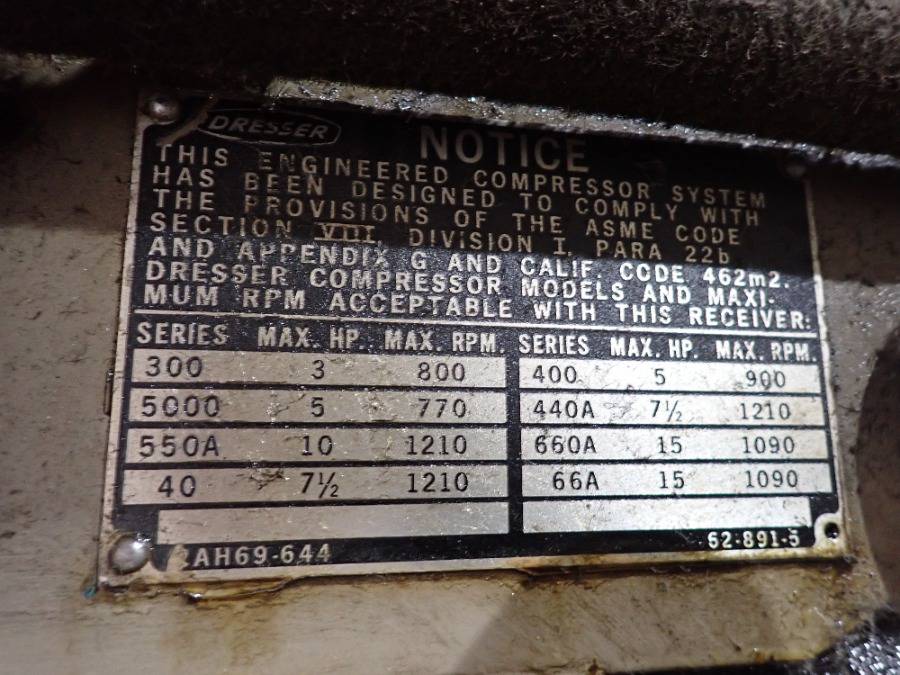 DRESSER
NOTICE
THIS ENGINEERED COMPRESSOR SYSTEM
HAS BEEN DESIGNED TO COMPLY WITH
THE PROVISIONS OF THE ASME CODE
SECTION VIII, DIVISION I, PARA 22b
AND APPENDIX G AND CALIF. CODE 462m2.
DRESSER COMPRESSOR MODELS AND MAXI-
MUM RPM ACCEPTABLE WITH THIS RECEIVER:
SERIES MAX. HP. MAX. RPM. SERIES MAX. HP. MAX. RPM.
300 3 800 400 5 900
5000 5 770 440A 7½ 1210
550A 10 1210 660A 15 1090
40 7½ 1210 66A 15 1090
62-891-5